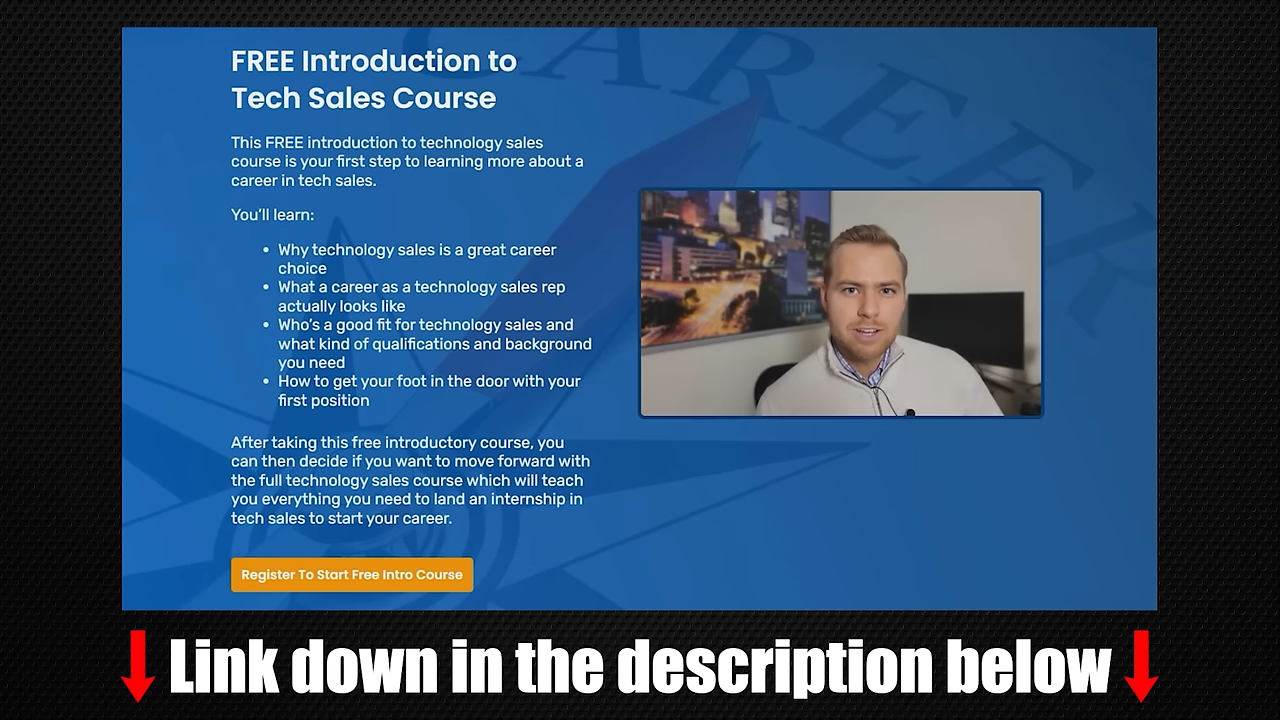 CAREER
FREE Introduction to
Tech Sales Course
This FREE introduction to technology sales
course is your first step to learning more about a
career in tech sales.
You'll learn:
• Why technology sales is a great career
choice
• What a career as a technology sales rep
actually looks like
• Who's a good fit for technology sales and
what kind of qualifications and background
you need
• How to get your foot in the door with your
first position
After taking this free introductory course, you
can then decide if you want to move forward with
the full technology sales course which will teach
you everything you need to land an internship in
tech sales to start your career.
Register To Start Free Intro Course
Link down in the description below